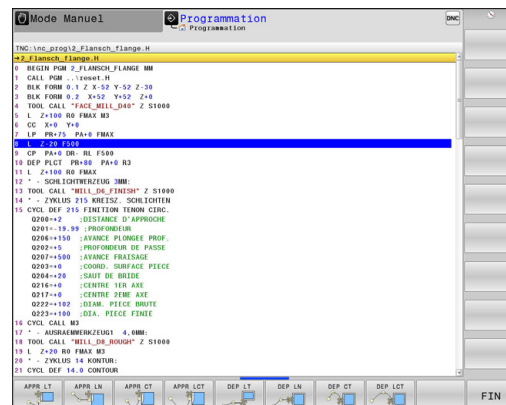 Mode Manuel
Programmation
Programmation
DNC
TNC:\nc_prog\2_Flansch_flange.H
→2_Flansch_flange.H
0 BEGIN PGM 2_FLANSCH_FLANGE MM
1 CALL PGM ..\reset.H
2 BLK FORM 0.1 Z X-52 Y-52 Z-30
3 BLK FORM 0.2 X+52 Y+52 Z+0
4 TOOL CALL "FACE_MILL_D40" Z S1000
5 L Z+100 R0 FMAX M3
6 CC X+0 Y+0
7 LP PR+75 PA+0 FMAX
8 L Z-20 F500
9 CP PA+0 DR- RL F500
10 DEP PLCT PR+80 PA+0 R3
11 L Z+100 R0 FMAX
12 * - SCHLICHTWERZEUG 3MM:
13 TOOL CALL "MILL_D6_FINISH" Z S1000
14 * - ZYKLUS 215 KREISZ. SCHLICHTEN
15 CYCL DEF 215 FINITION TENON CIRC.
Q200=+2 ;DISTANCE D'APPROCHE
Q201=-19.99 ;PROFONDEUR
Q206=+150 ;AVANCE PLONGEE PROF.
Q202=+5 ;PROFONDEUR DE PASSE
Q207=+500 ;AVANCE FRAISAGE
Q203=+0 ;COORD. SURFACE PIECE
Q204=+20 ;SAUT DE BRIDE
Q216=+0 ;CENTRE 1ER AXE
Q217=+0 ;CENTRE 2EME AXE
Q222=+102 ;DIAM. PIECE BRUTE
Q223=+100 ;DIA. PIECE FINIE
16 CYCL CALL M3
17 * - AUSRAEMWERKZEUG1 4,0MM:
18 TOOL CALL "MILL_D8_ROUGH" Z S1000
19 L Z+20 R0 FMAX M3
20 * - ZYKLUS 14 KONTUR:
21 CYCL DEF 14.0 CONTOUR
APPR LT
APPR LN
APPR CT
APPR LCT
DEP LT
DEP LN
DEP CT
DEP LCT
FIN